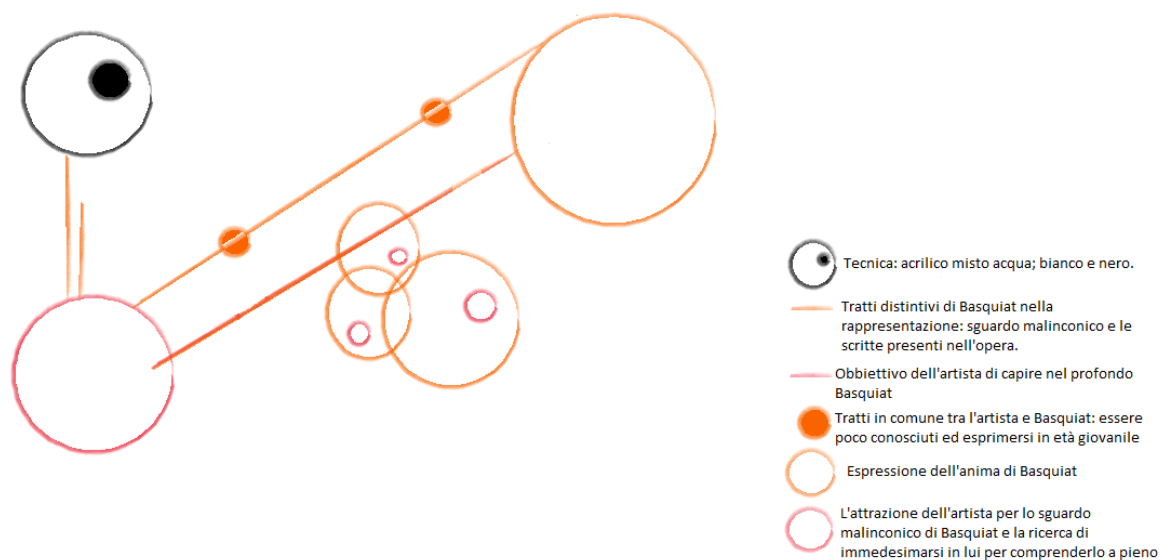 Tecnica: acrilico misto acqua; bianco e nero.
Tratti distintivi di Basquiat nella
rappresentazione: sguardo malinconico e le
scritte presenti nell'opera.
Obbiettivo dell'artista di capire nel profondo
Basquiat
Tratti in comune tra l'artista e Basquiat: essere
poco conosciuti ed esprimersi in età giovanile
Espressione dell'anima di Basquiat
L'attrazione dell'artista per lo sguardo
malinconico di Basquiat e la ricerca di
immedesimarsi in lui per comprenderlo a pieno